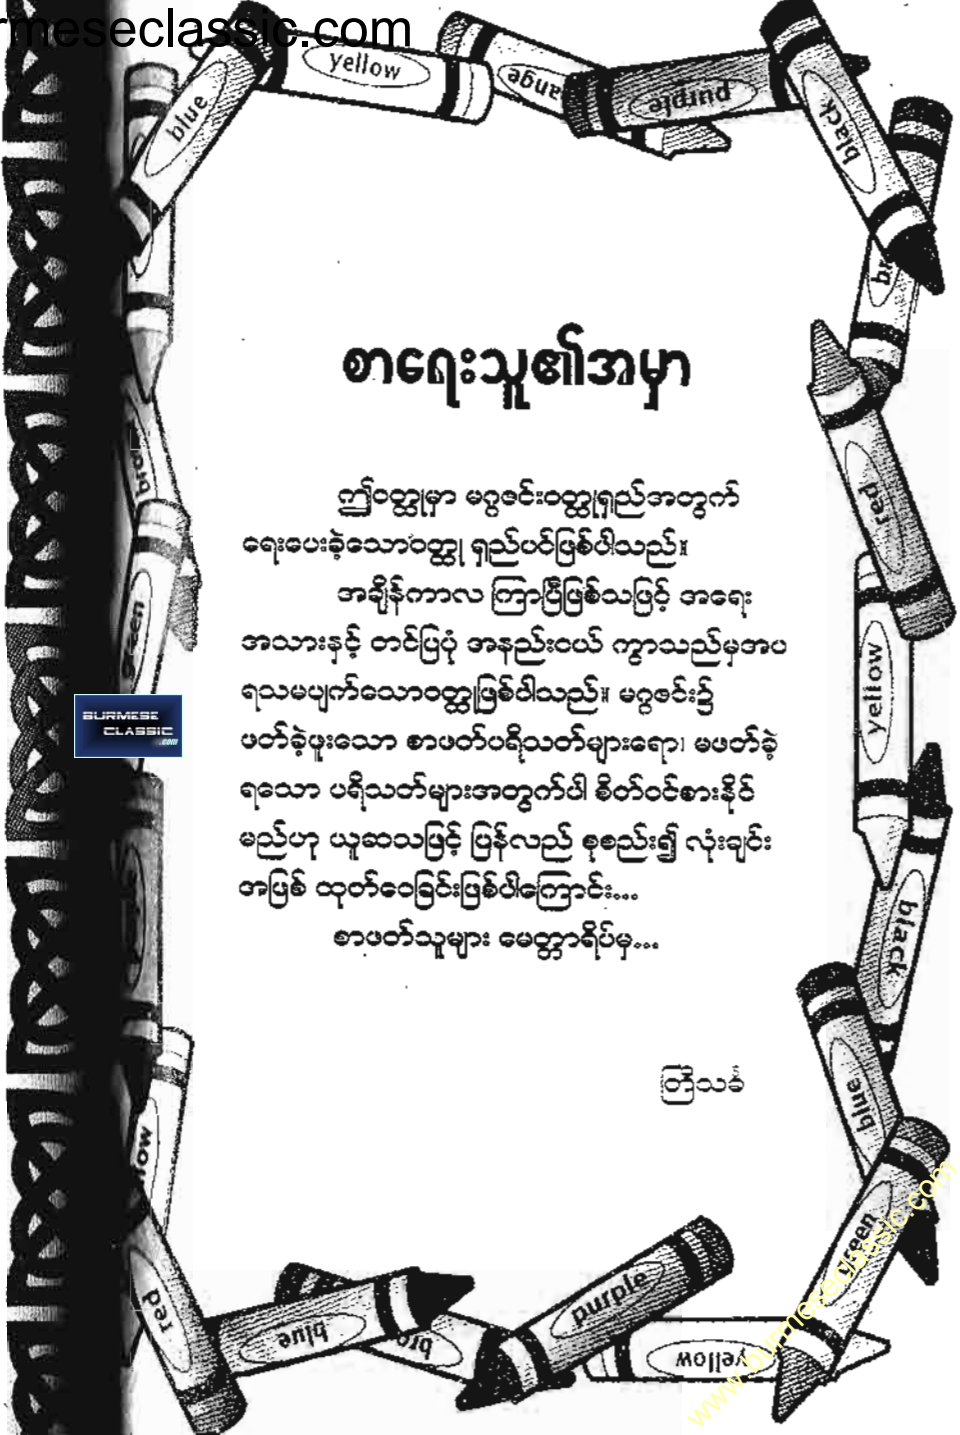 rmeseclassic.com
yellow
blue
purple
black
စာရေးသူ၏အမှာ
ဤဝတ္ထုမှာ မဂ္ဂဇင်းဝတ္ထုရှည်အတွက်
ရေးပေးခဲ့သောဝတ္ထု ရှည်ပင်ဖြစ်ပါသည်။
အချိန်ကာလ ကြာပြီဖြစ်သဖြင့် အရေး
အသားနှင့် တင်ပြပုံ အနည်းငယ် ကွာသည်မှအပ
ရသမပျက်သောဝတ္ထုဖြစ်ပါသည်။ မဂ္ဂဇင်း၌
ဖတ်ခဲ့ဖူးသော စာဖတ်ပရိသတ်များရော၊ မဖတ်ခဲ့
ရသော ပရိသတ်များအတွက်ပါ စိတ်ဝင်စားနိုင်
မည်ဟု ယူဆသဖြင့် ပြန်လည် စုစည်း၍ လုံးချင်း
အဖြစ် ထုတ်ဝေခြင်းဖြစ်ပါကြောင်း...
စာဖတ်သူများ မေတ္တာရိပ်မှ...
တြိသင်္ခ
red
yellow
black
blue
green
purple
yellow
blue
red
BURMESE
CLASSIC
.com
www.burmeseclassic.com